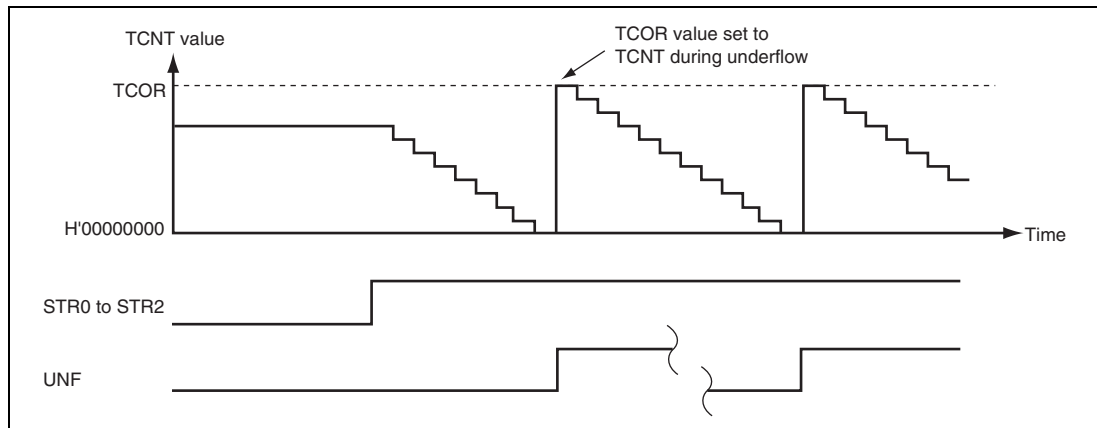 TCNT value
TCOR value set to
TCNT during underflow
TCOR
H'00000000
Time
STR0 to STR2
UNF